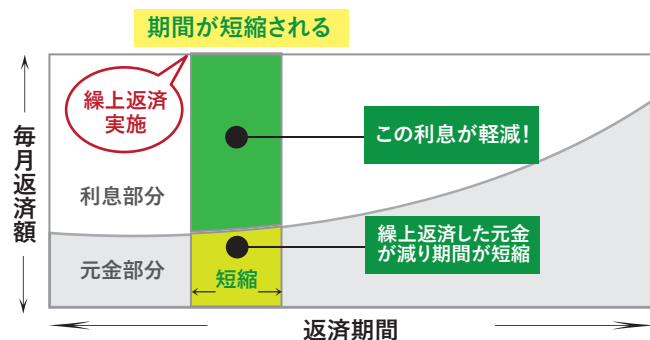 期間が短縮される
繰上返済
実施
この利息が軽減!
毎月返済額
利息部分
繰上返済した元金
が減り期間が短縮
元金部分
短縮
返済期間